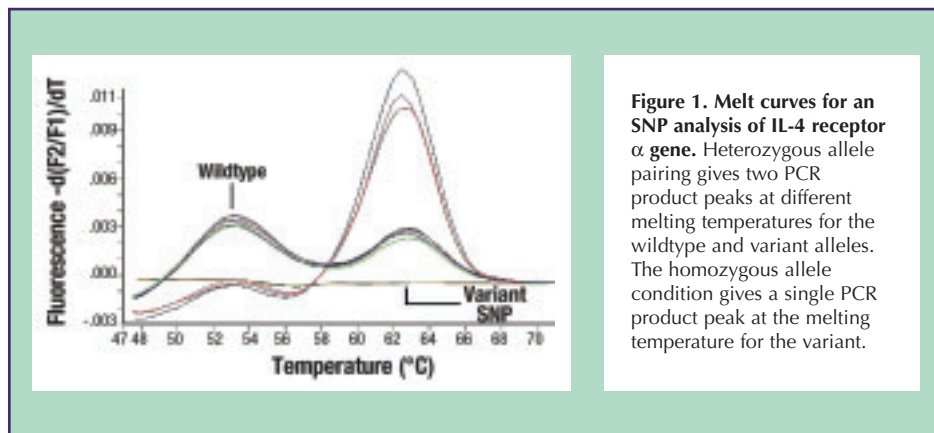 .011
.009
.006
.003
.000
-.003
Fluorescence -d(F2/F1)/dT
Wildtype
Variant
SNP
47 48 50 52 54 56 58 60 62 64 66 68 70
Temperature (°C)
Figure 1. Melt curves for an
SNP analysis of IL-4 receptor
α gene. Heterozygous allele
pairing gives two PCR
product peaks at different
melting temperatures for the
wildtype and variant alleles.
The homozygous allele
condition gives a single PCR
product peak at the melting
temperature for the variant.